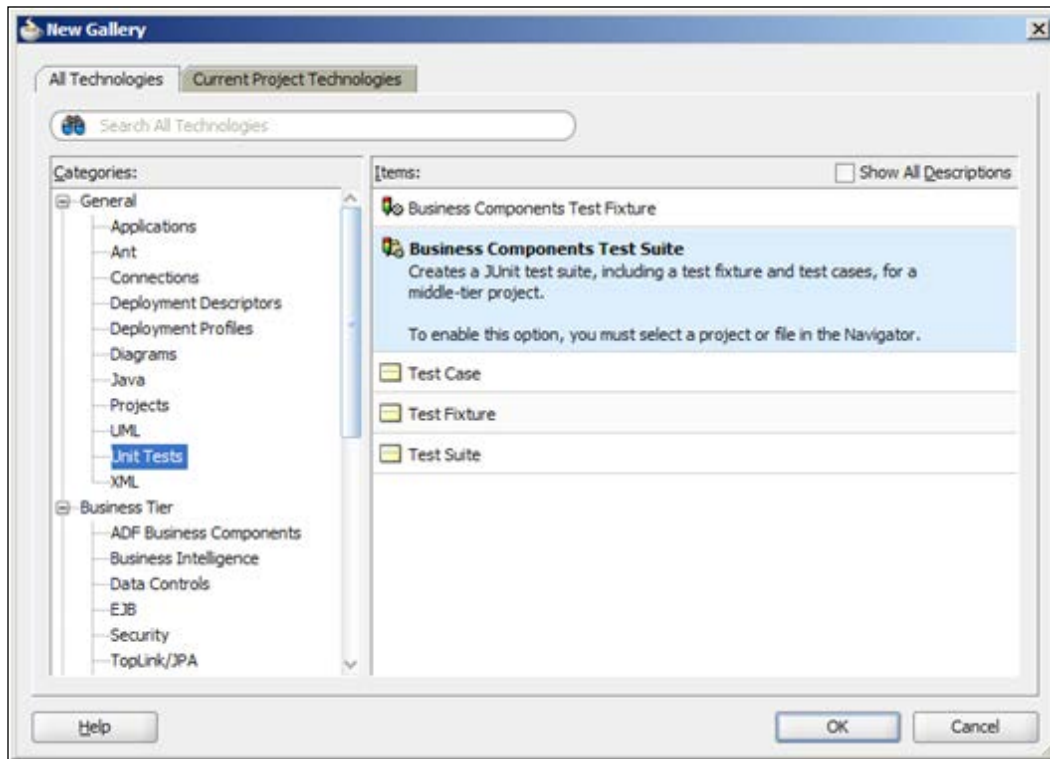 New Gallery
All Technologies
Current Project Technologies
Search All Technologies
Categories:
General
Applications
Ant
Connections
Deployment Descriptors
Deployment Profiles
Diagrams
Java
Projects
UML
Unit Tests
XML
Business Tier
ADF Business Components
Business Intelligence
Data Controls
EJB
Security
TopLink/JPA
Items:
Show All Descriptions
Business Components Test Fixture
Business Components Test Suite
Creates a JUnit test suite, including a test fixture and test cases, for a
middle-tier project.
To enable this option, you must select a project or file in the Navigator.
Test Case
Test Fixture
Test Suite
Help
OK
Cancel